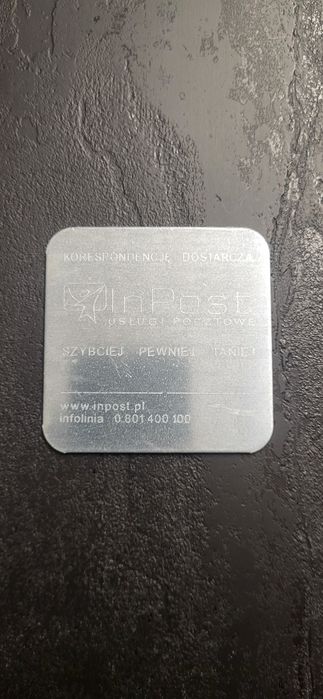 KORESPONDENCJĘ DOSTARCZA
InPost
USŁUGI POCZTOWE
SZYBCIEJ PEWNIEJ TANIEJ
www.inpost.pl
infolinia 0 801 400 100